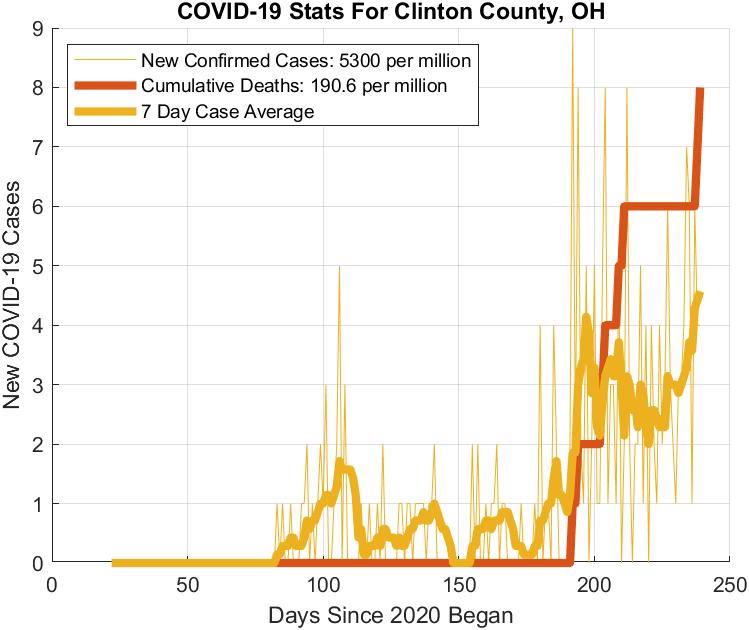 COVID-19 Stats For Clinton County, OH
New Confirmed Cases: 5300 per million
Cumulative Deaths: 190.6 per million
7 Day Case Average
New COVID-19 Cases
9
8
7
6
5
4
3
2
1
0
0 50 100 150 200 250
Days Since 2020 Began